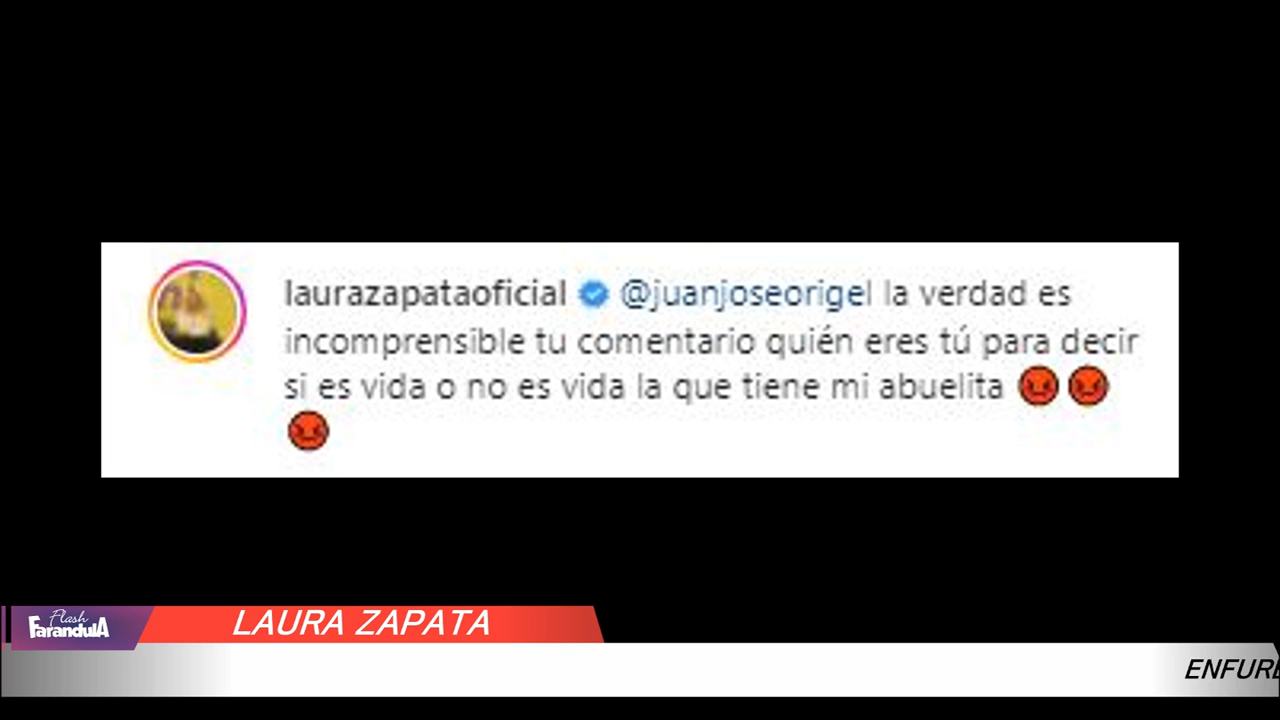 laurazapataoficial @juanjoseorigel la verdad es
incomprensible tu comentario quién eres tú para decir
si es vida o no es vida la que tiene mi abuelita 😡😡
😡
Flash
FarandulA
LAURA ZAPATA
ENFURE